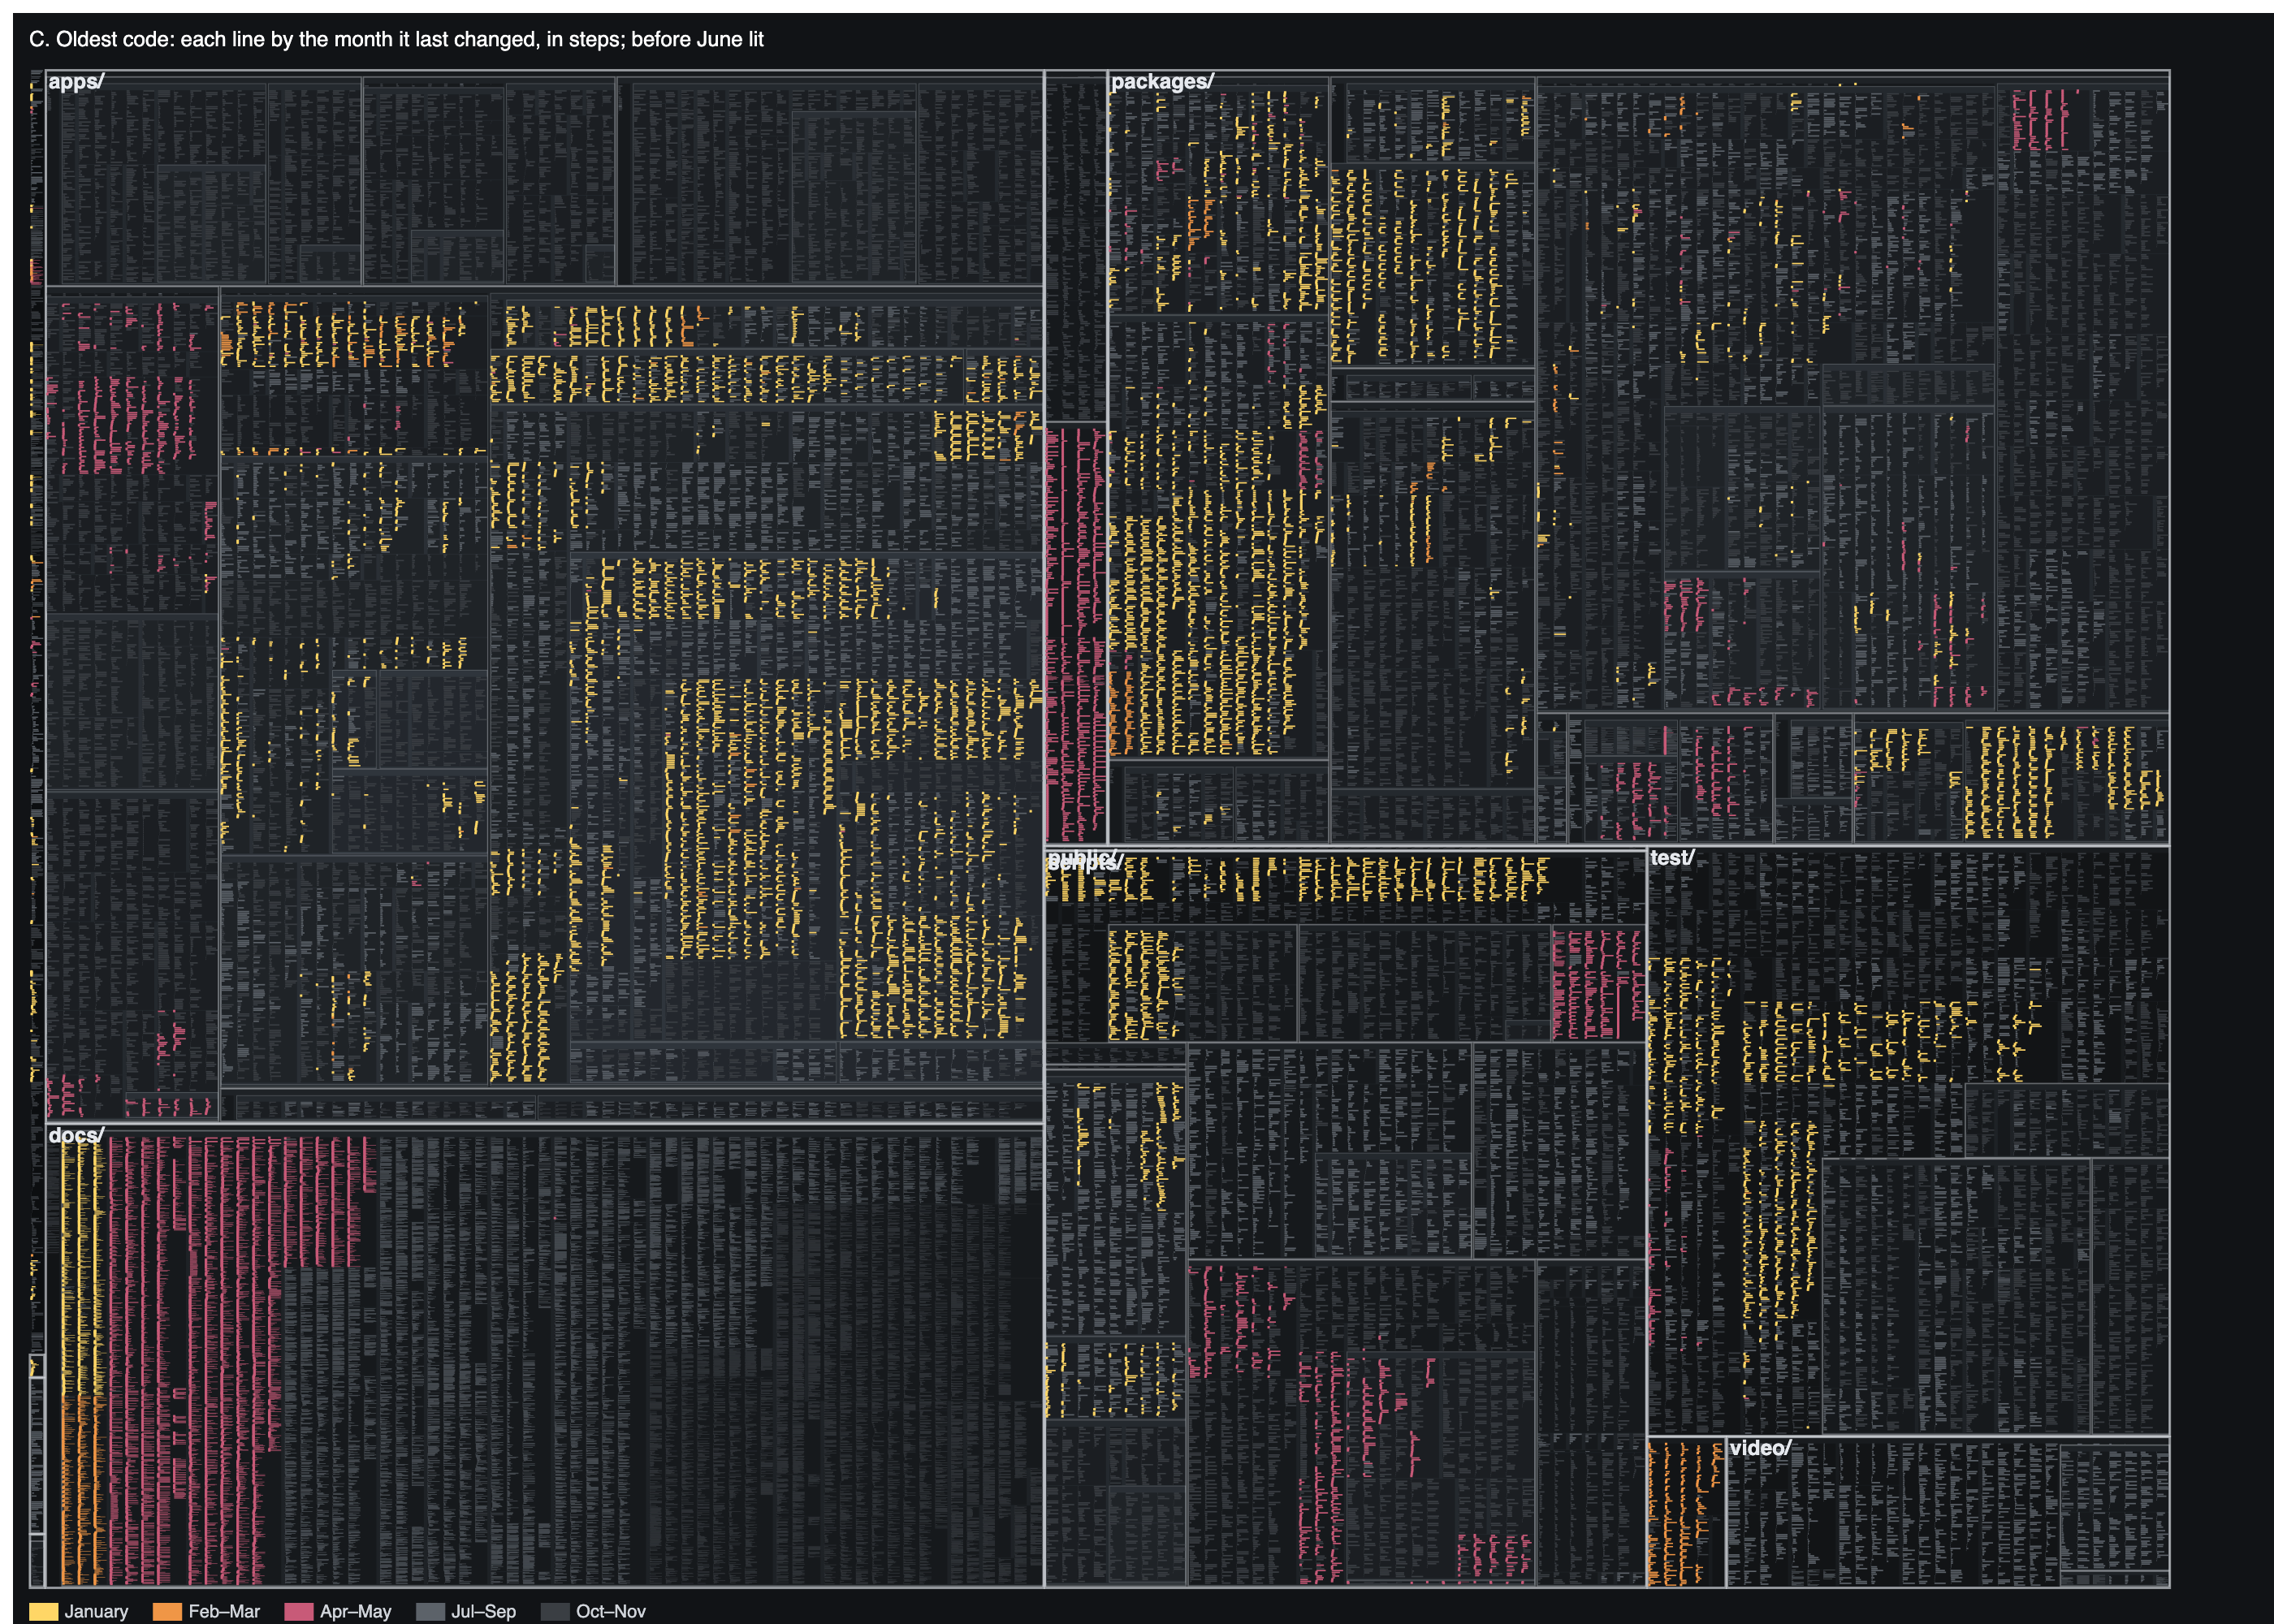 C. Oldest code: each line by the month it last changed, in steps; before June lit
apps/
packages/
scripts/
test/
docs/
video/
January
Feb–Mar
Apr–May
Jul–Sep
Oct–Nov